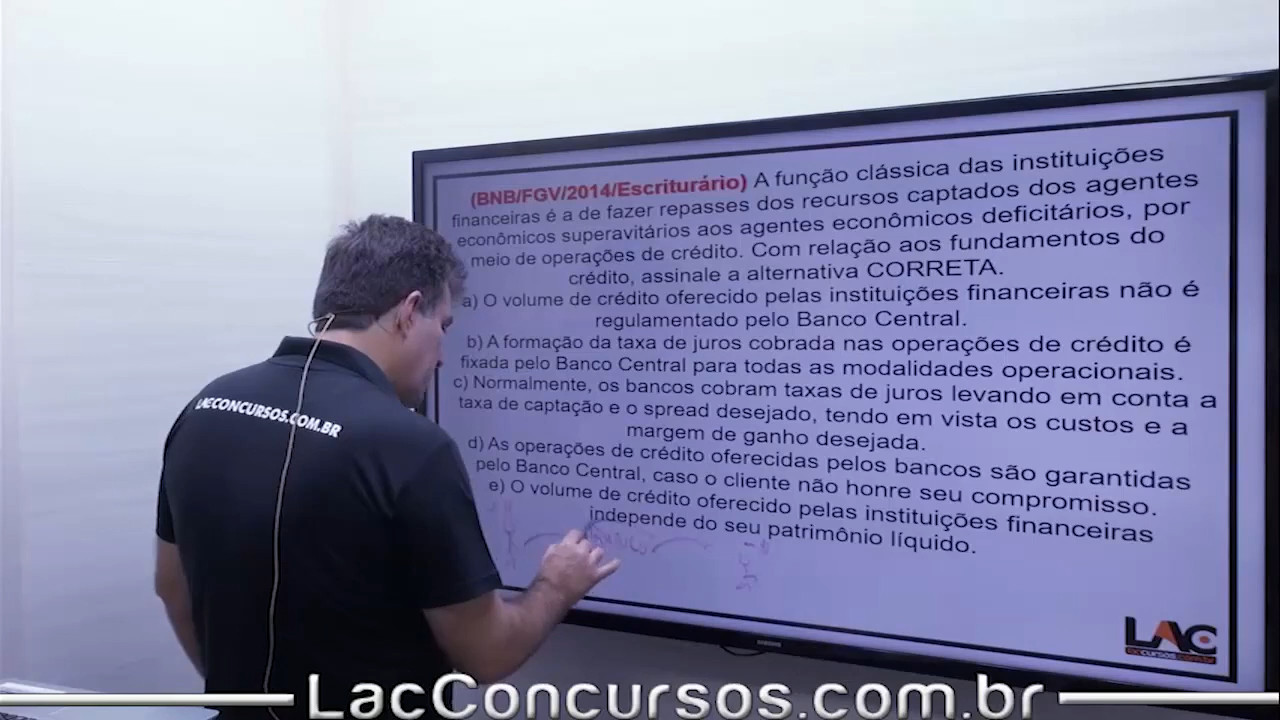 (BNB/FGV/2014/Escriturário) A função clássica das instituições
financeiras é a de fazer repasses dos recursos captados dos agentes
econômicos superavitários aos agentes econômicos deficitários, por
meio de operações de crédito. Com relação aos fundamentos do
crédito, assinale a alternativa CORRETA.
a) O volume de crédito oferecido pelas instituições financeiras não é
regulamentado pelo Banco Central.
b) A formação da taxa de juros cobrada nas operações de crédito é
fixada pelo Banco Central para todas as modalidades operacionais.
c) Normalmente, os bancos cobram taxas de juros levando em conta a
taxa de captação e o spread desejado, tendo em vista os custos e a
margem de ganho desejada.
d) As operações de crédito oferecidas pelos bancos são garantidas
pelo Banco Central, caso o cliente não honre seu compromisso.
e) O volume de crédito oferecido pelas instituições financeiras
independe do seu patrimônio líquido.
LACCONCURSOS.COM.BR
SAMSUNG
LAC
concursos.com.br
LacConcursos.com.br